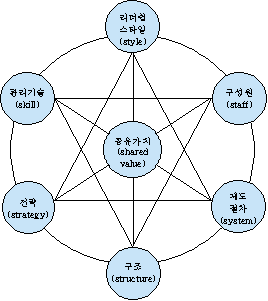 리더쉽
스타일
(style)
관리기술
(skill)
구성원
(staff)
공유가치
(shared
value)
전략
(strategy)
제도
절차
(system)
구조
(structure)